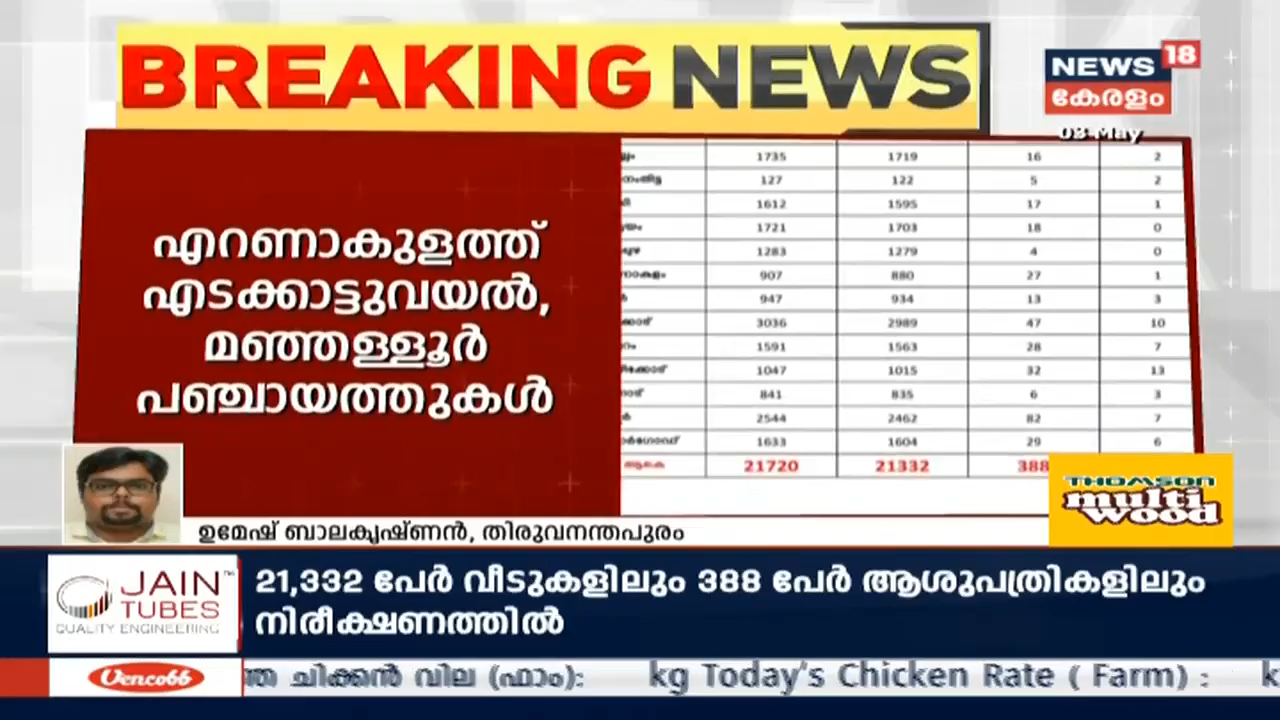 BREAKING NEWS
NEWS 18
കേരളം
03-May
1735 1719 16 2
127 122 5 2
1612 1595 17 1
1721 1703 18 0
1283 1279 4 0
907 880 27 1
947 934 13 3
3036 2989 47 10
1591 1563 28 7
1047 1015 32 13
841 835 6 3
2544 2462 82 7
1633 1604 29 6
ആകെ 21720 21332 388
എറണാകുളത്ത്
എടക്കാട്ടുവയൽ,
മഞ്ഞള്ളൂർ
പഞ്ചായത്തുകൾ
THOMSON
multi
wood
ഉമേഷ് ബാലകൃഷ്ണൻ, തിരുവനന്തപുരം
JAIN
TUBES
QUALITY ENGINEERING
21,332 പേർ വീടുകളിലും 388 പേർ ആശുപത്രികളിലും
നിരീക്ഷണത്തിൽ
Vencobb
ചിക്കൻ വില (ഫാം): kg Today's Chicken Rate ( Farm) :